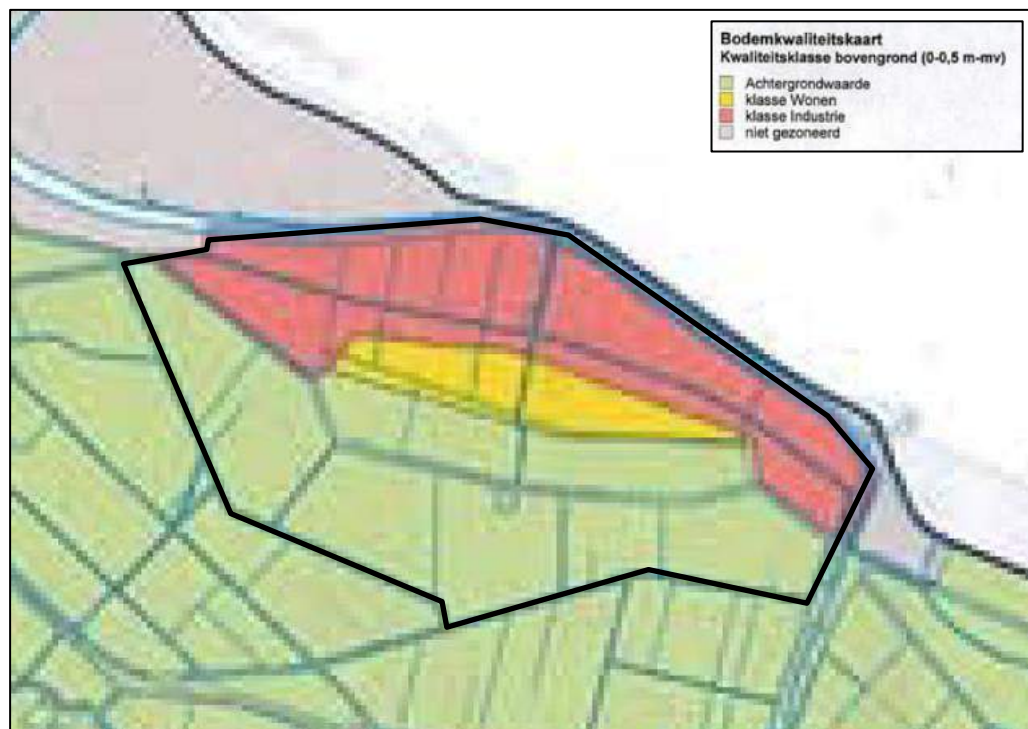 Bodemkwaliteitskaart
Kwaliteitsklasse bovengrond (0-0,5 m-mv)
Achtergrondwaarde
klasse Wonen
klasse Industrie
niet gezoneerd